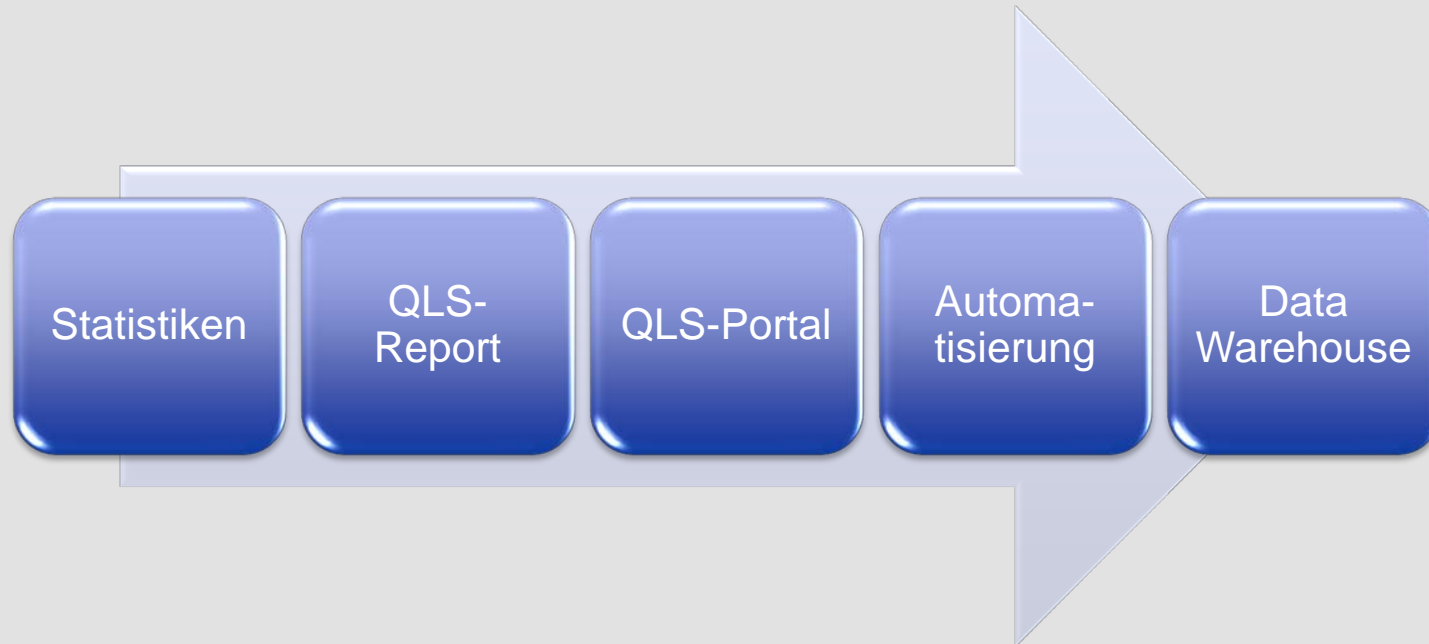 Statistiken
QLS-
Report
QLS-Portal
Automa-
tisierung
Data
Warehouse